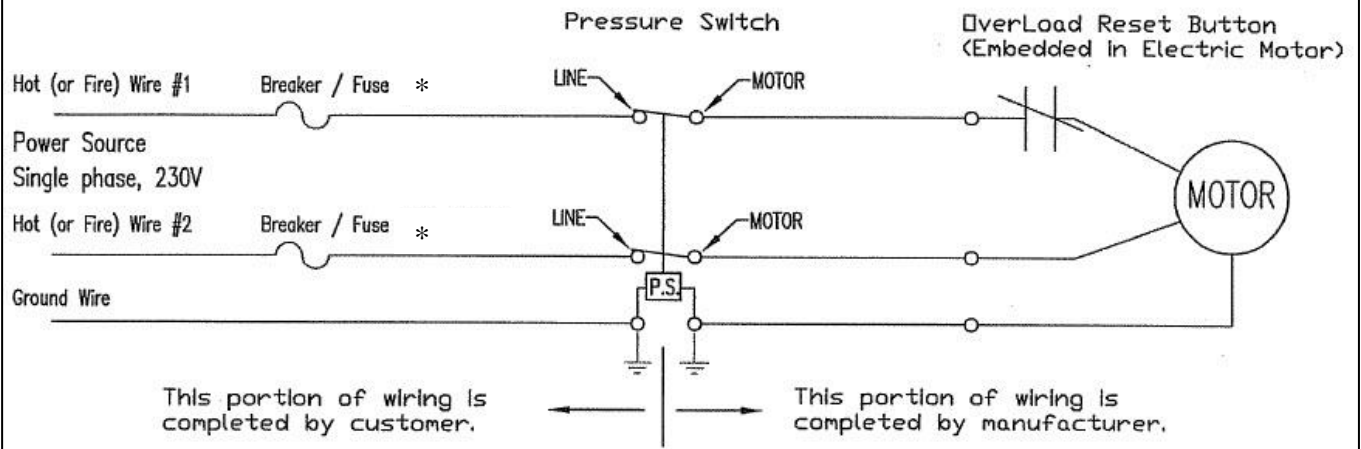 Pressure Switch
OverLoad Reset Button
(Embedded in Electric Motor)
Hot (or Fire) Wire #1
Breaker / Fuse *
LINE
MOTOR
Power Source
Single phase, 230V
MOTOR
Hot (or Fire) Wire #2
Breaker / Fuse *
LINE
MOTOR
P.S.
Ground Wire
This portion of wiring is
completed by customer.
This portion of wiring is
completed by manufacturer.